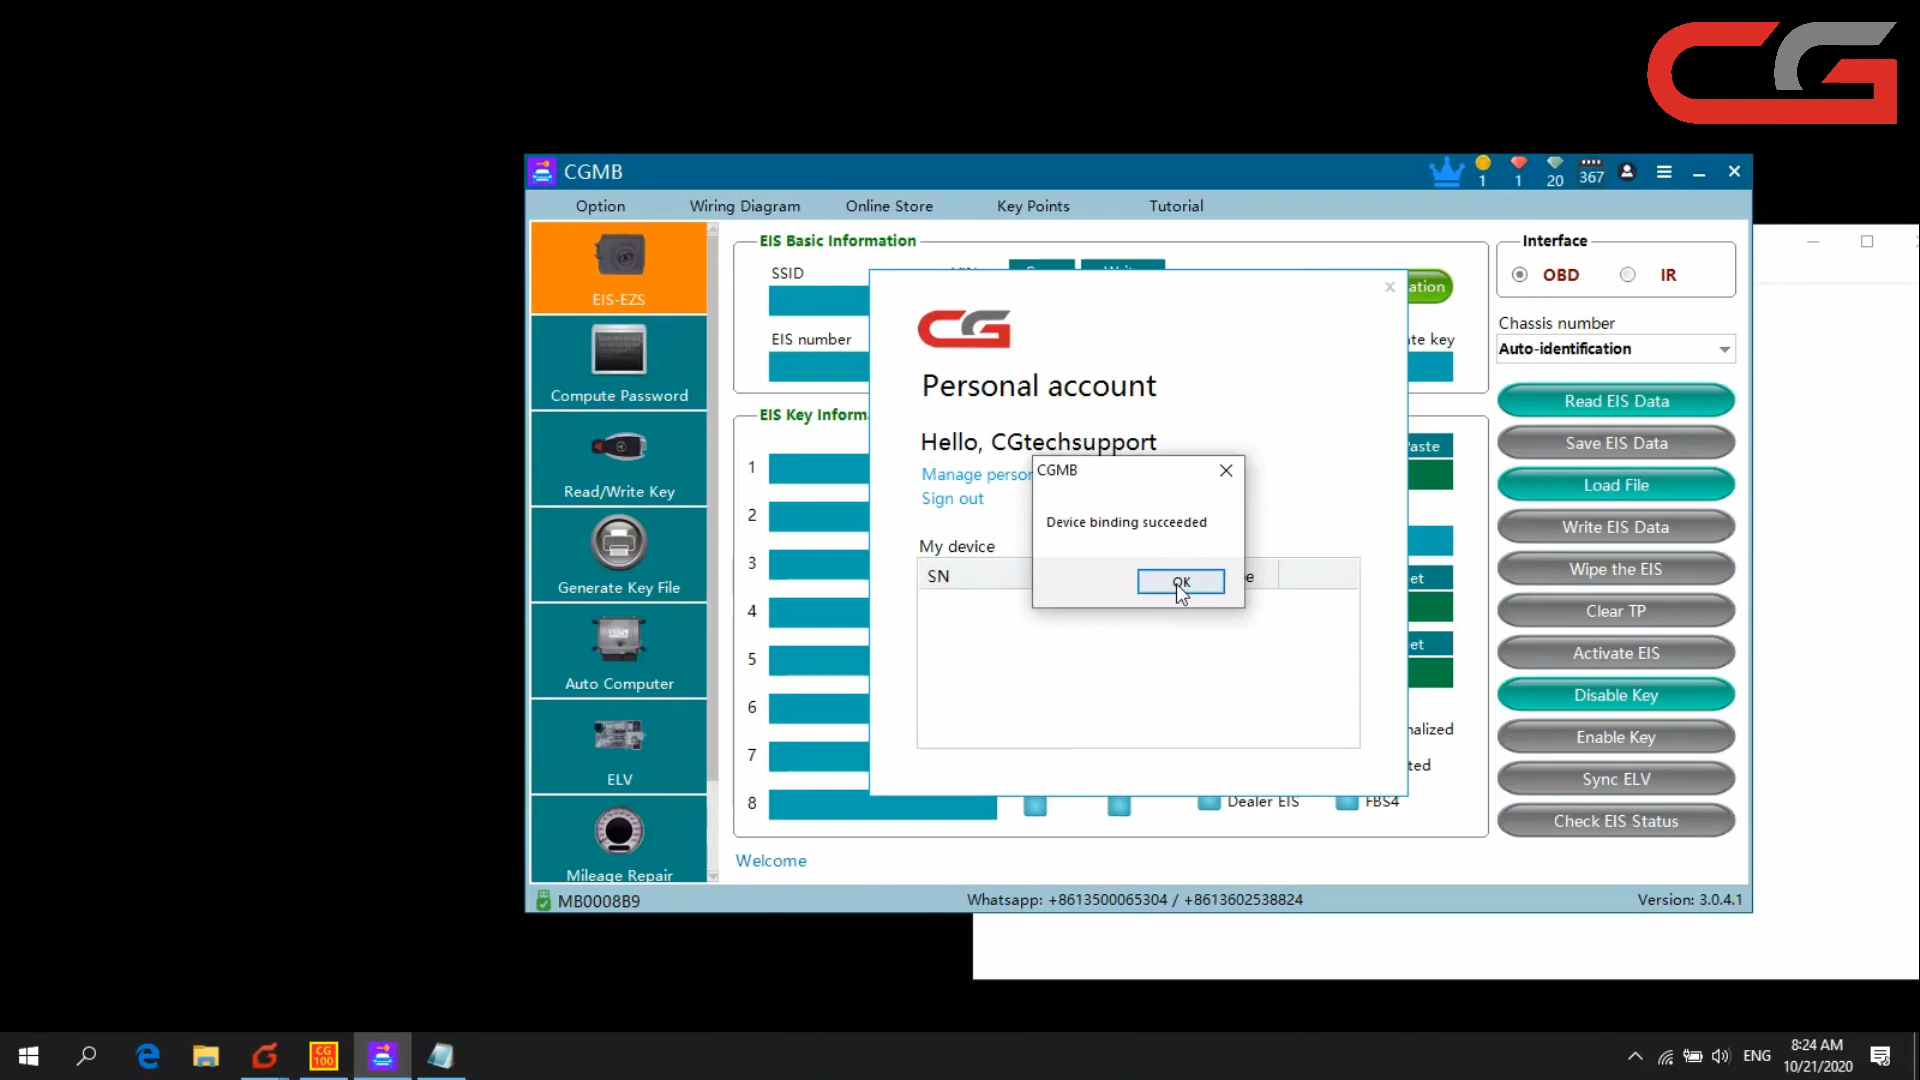 CG
CGMB
1
1
20
367
Option
Wiring Diagram
Online Store
Key Points
Tutorial
EIS-EZS
Compute Password
Read/Write Key
Generate Key File
Auto Computer
ELV
Mileage Repair
EIS Basic Information
SSID
EIS number
ation
te key
EIS Key Inform
1
2
3
4
5
6
7
8
aste
et
et
nalized
ted
Dealer EIS
FBS4
Welcome
CG
Personal account
Hello, CGtechsupport
Manage person
Sign out
My device
SN
e
CGMB
Device binding succeeded
OK
Interface
OBD
IR
Chassis number
Auto-identification
Read EIS Data
Save EIS Data
Load File
Write EIS Data
Wipe the EIS
Clear TP
Activate EIS
Disable Key
Enable Key
Sync ELV
Check EIS Status
MB0008B9
Whatsapp: +8613500065304 / +8613602538824
Version: 3.0.4.1
CG
100
ENG
8:24 AM
10/21/2020